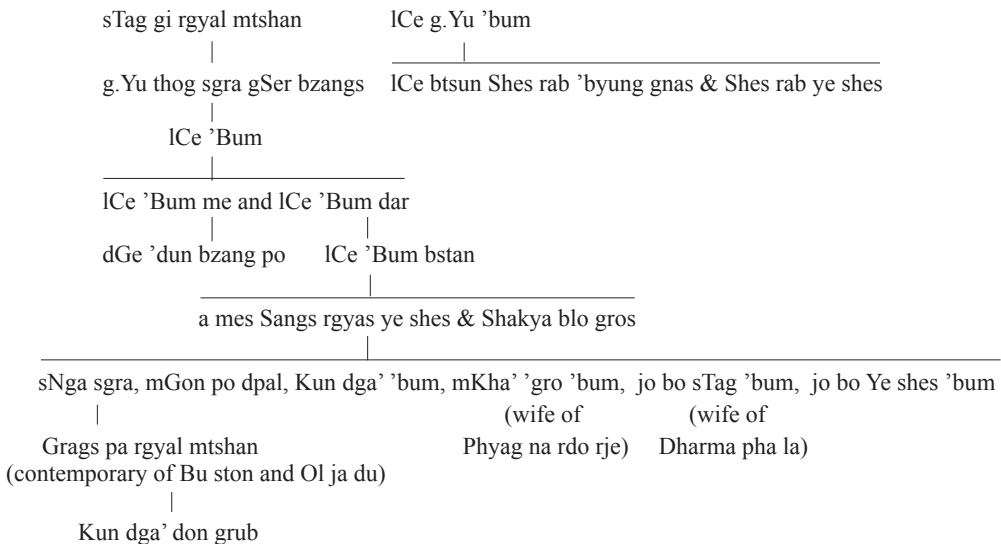 sTag gi rgyal mtshan lCe g.Yu ’bum
g.Yu thog sgra gSer bzangs lCe btsun Shes rab ’byung gnas & Shes rab ye shes
lCe ’Bum
lCe ’Bum me and lCe ’Bum dar
dGe ’dun bzang po lCe ’Bum bstan
a mes Sangs rgyas ye shes & Shakya blo gros
sNga sgra, mGon po dpal, Kun dga’ ’bum, mKha’ ’gro ’bum, jo bo sTag ’bum, jo bo Ye shes ’bum
(wife of (wife of
Grags pa rgyal mtshan Phyag na rdo rje) Dharma pha la)
(contemporary of Bu ston and Ol ja du)
Kun dga’ don grub